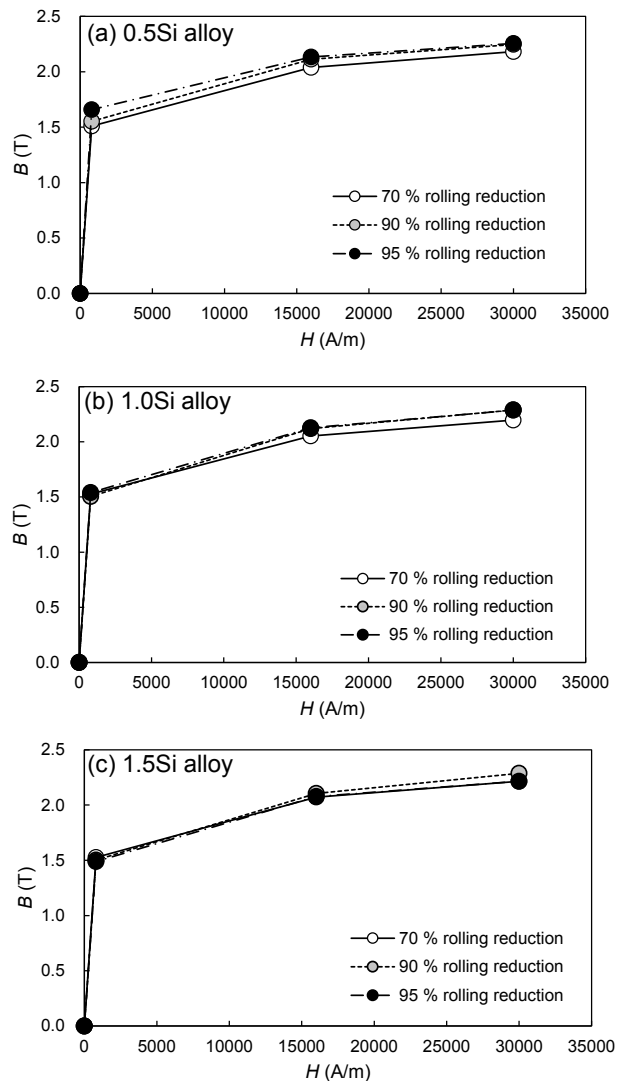 (a) 0.5Si alloy
2.5
2.0
1.5
1.0
0.5
0.0
B (T)
70 % rolling reduction
90 % rolling reduction
95 % rolling reduction
0 5000 10000 15000 20000 25000 30000 35000
H (A/m)
(b) 1.0Si alloy
2.5
2.0
1.5
1.0
0.5
0.0
B (T)
70 % rolling reduction
90 % rolling reduction
95 % rolling reduction
0 5000 10000 15000 20000 25000 30000 35000
H (A/m)
(c) 1.5Si alloy
2.5
2.0
1.5
1.0
0.5
0.0
B (T)
70 % rolling reduction
90 % rolling reduction
95 % rolling reduction
0 5000 10000 15000 20000 25000 30000 35000
H (A/m)